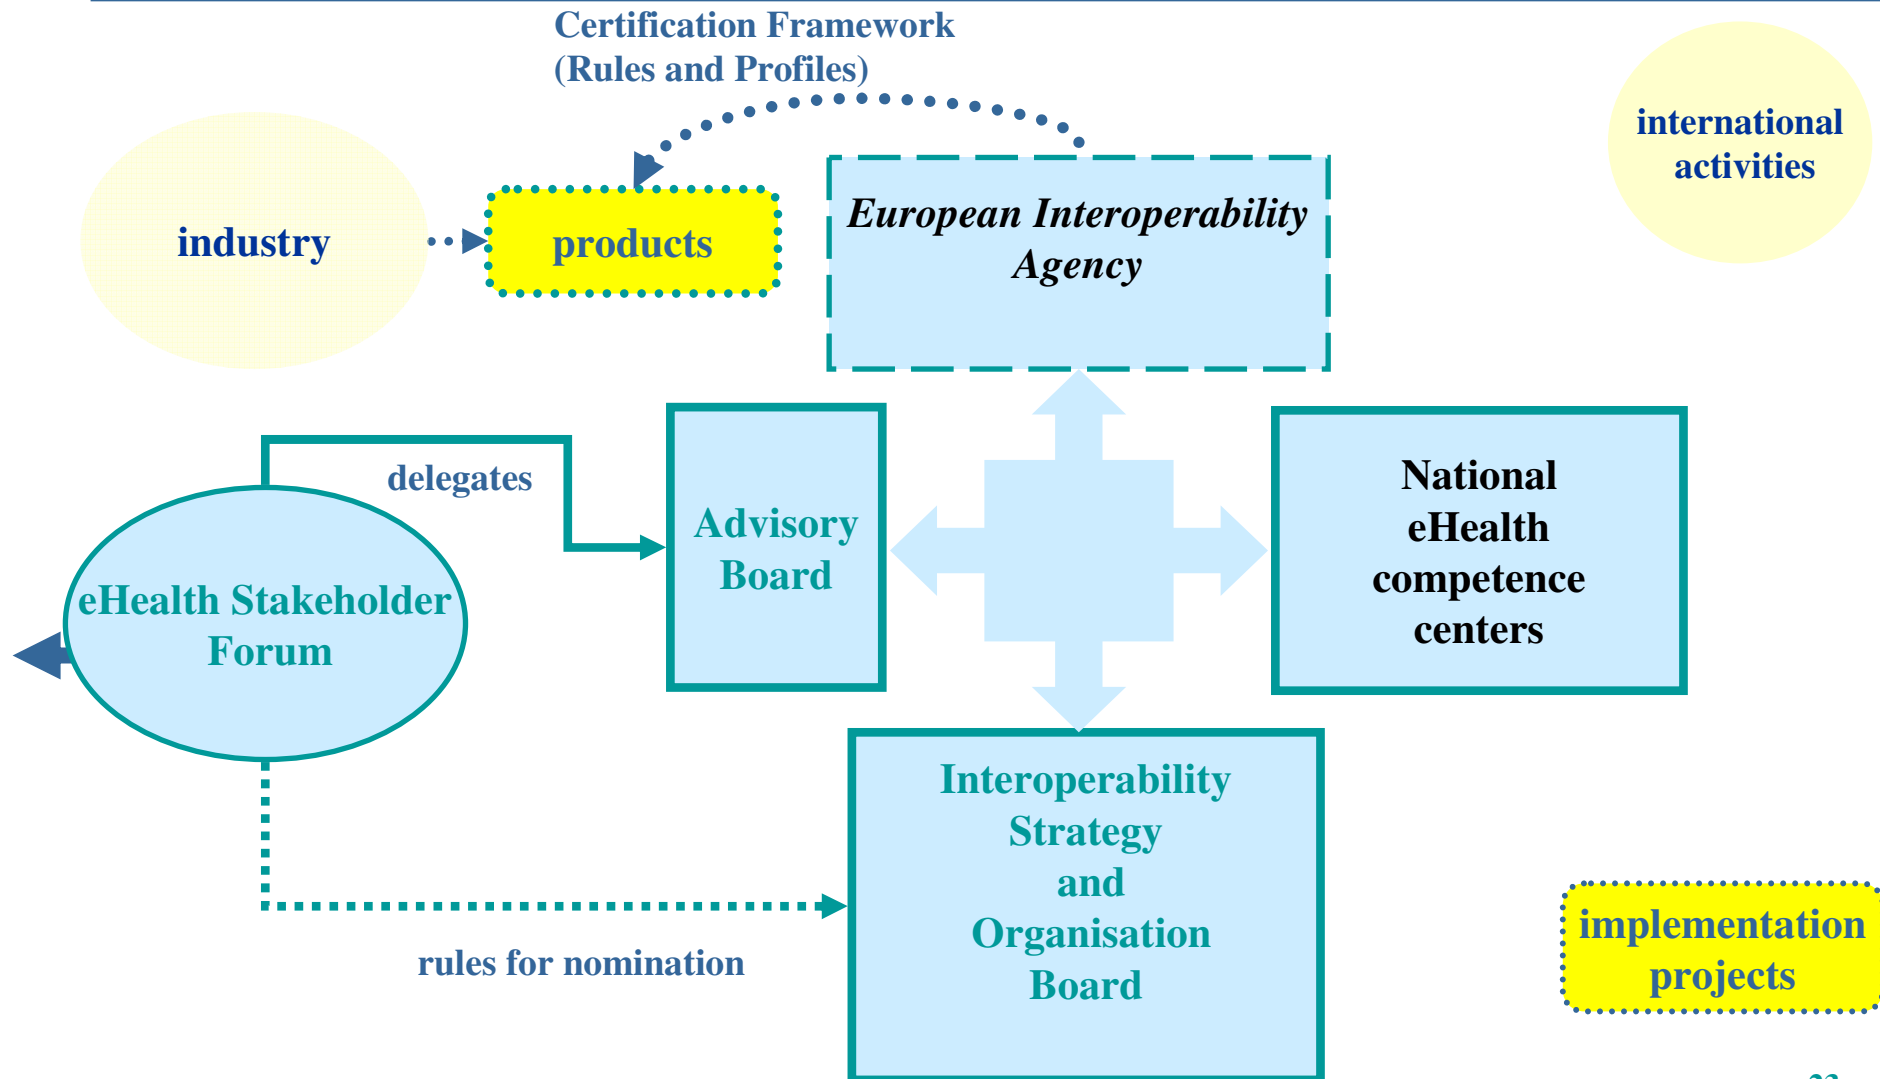 Certification Framework
(Rules and Profiles)
international
activities
industry
products
European Interoperability
Agency
delegates
Advisory
Board
National
eHealth
competence
centers
eHealth Stakeholder
Forum
Interoperability
Strategy
and
Organisation
Board
rules for nomination
implementation
projects